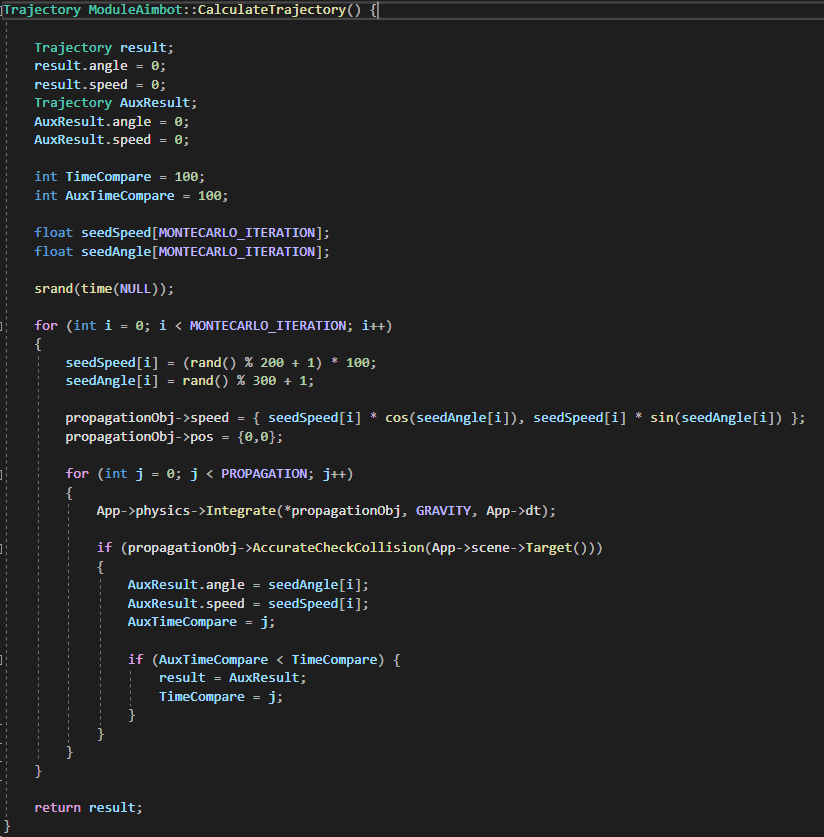 Trajectory ModuleAimbot::CalculateTrajectory() {
Trajectory result;
result.angle = 0;
result.speed = 0;
Trajectory AuxResult;
AuxResult.angle = 0;
AuxResult.speed = 0;
int TimeCompare = 100;
int AuxTimeCompare = 100;
float seedSpeed[MONTECARLO_ITERATION];
float seedAngle[MONTECARLO_ITERATION];
srand(time(NULL));
for (int i = 0; i < MONTECARLO_ITERATION; i++)
{
seedSpeed[i] = (rand() % 200 + 1) * 100;
seedAngle[i] = rand() % 300 + 1;
propagationObj->speed = { seedSpeed[i] * cos(seedAngle[i]), seedSpeed[i] * sin(seedAngle[i]) };
propagationObj->pos = {0,0};
for (int j = 0; j < PROPAGATION; j++)
{
App->physics->Integrate(*propagationObj, GRAVITY, App->dt);
if (propagationObj->AccurateCheckCollision(App->scene->Target()))
{
AuxResult.angle = seedAngle[i];
AuxResult.speed = seedSpeed[i];
AuxTimeCompare = j;
if (AuxTimeCompare < TimeCompare) {
result = AuxResult;
TimeCompare = j;
}
}
}
}
return result;
}